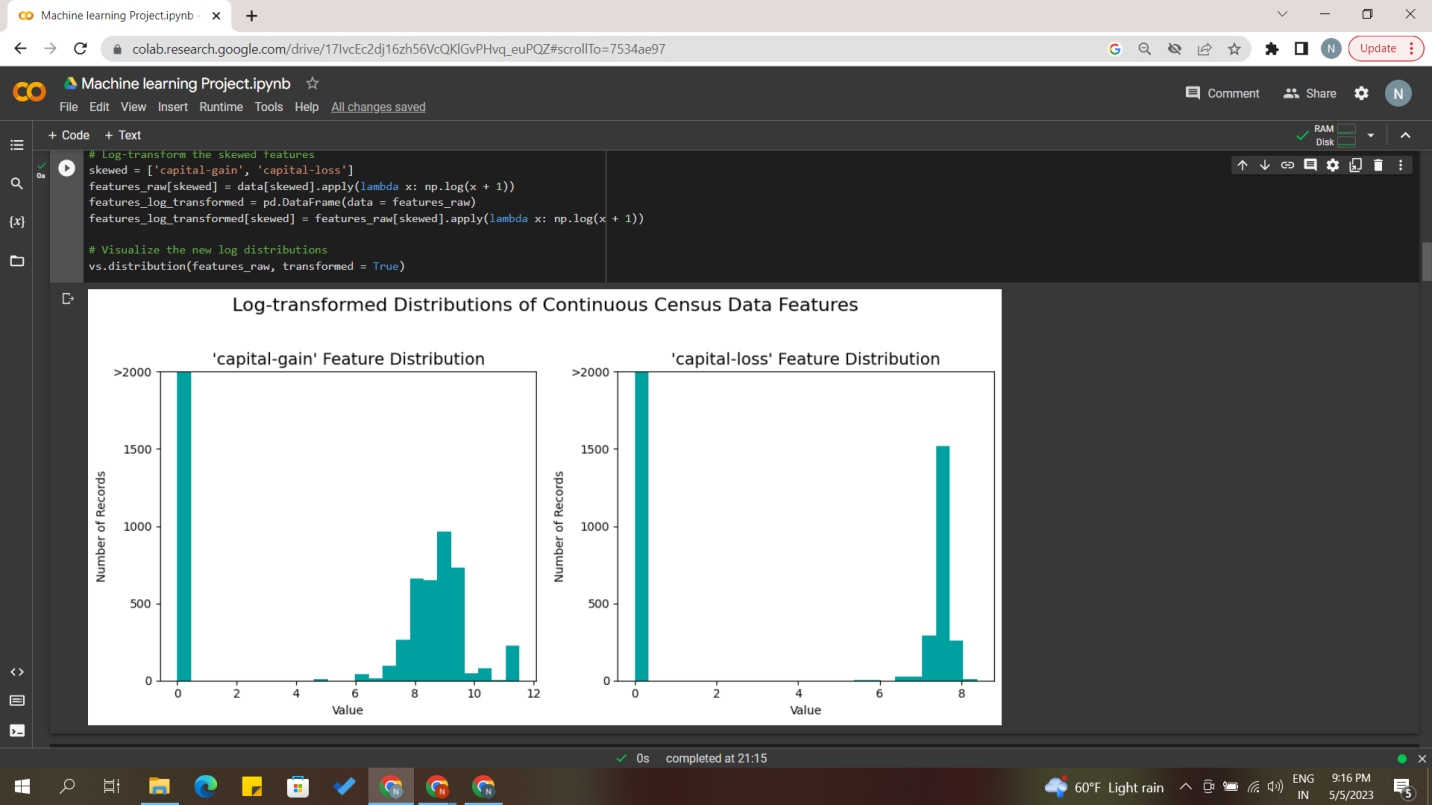 Machine learning Project.ipynb -
colab.research.google.com/drive/17IvcEc2dj16zh56VcQKlGvPHvq_euPQZ#scrollTo=7534ae97
G
N
Update
Machine learning Project.ipynb
File Edit View Insert Runtime Tools Help All changes saved
Comment
Share
N
+ Code + Text
RAM
Disk
0s
# Log-transform the skewed features
skewed = ['capital-gain', 'capital-loss']
features_raw[skewed] = data[skewed].apply(lambda x: np.log(x + 1))
features_log_transformed = pd.DataFrame(data = features_raw)
features_log_transformed[skewed] = features_raw[skewed].apply(lambda x: np.log(x + 1))
# Visualize the new log distributions
vs.distribution(features_raw, transformed = True)
{x}
Log-transformed Distributions of Continuous Census Data Features
'capital-gain' Feature Distribution
>2000
1500
1000
500
0
Number of Records
0 2 4 6 8 10 12
Value
'capital-loss' Feature Distribution
>2000
1500
1000
500
0
Number of Records
0 2 4 6 8
Value
0s completed at 21:15
N
N
N
60°F Light rain
ENG
IN
9:16 PM
5/5/2023
5